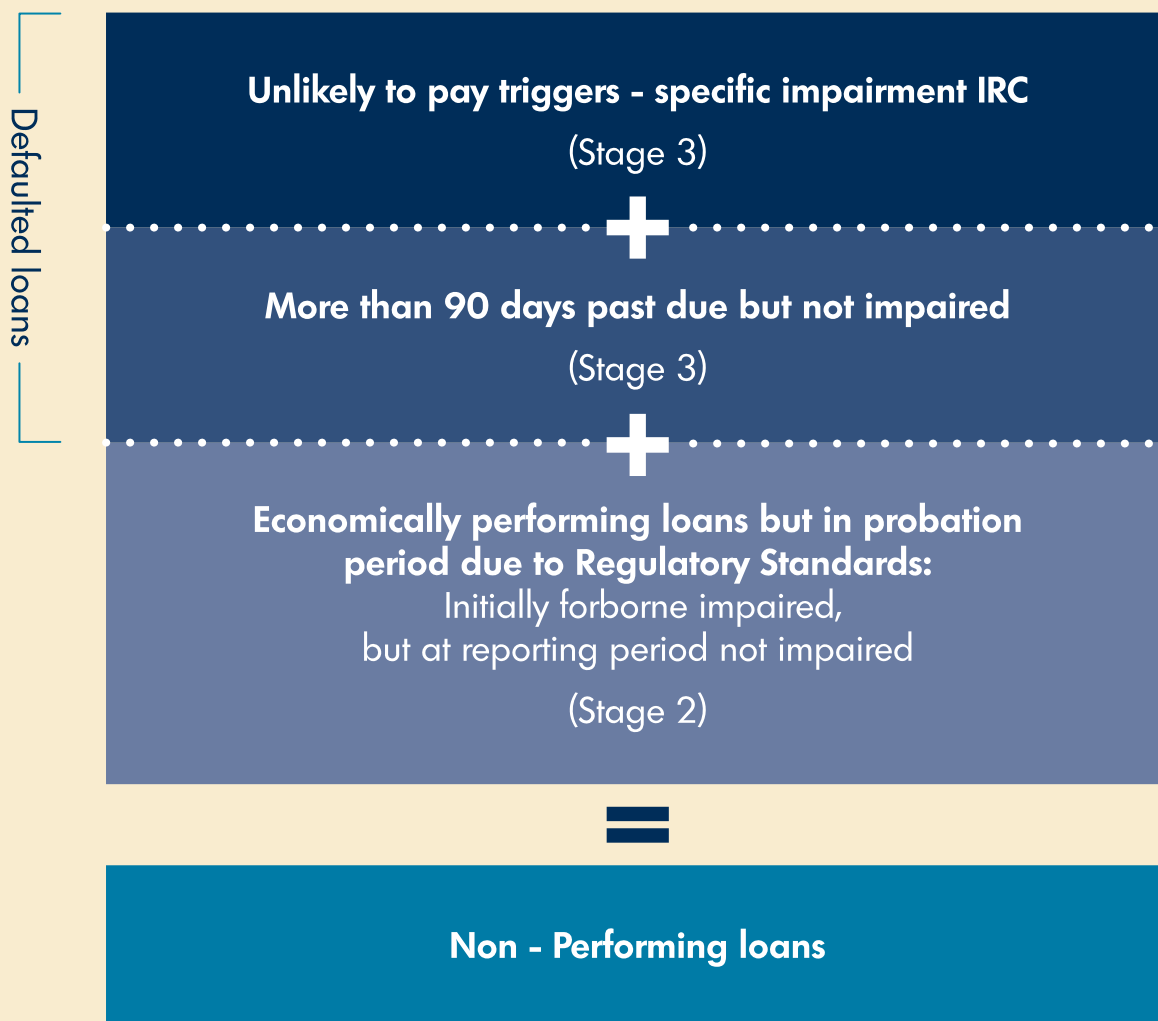 Defaulted loans
Unlikely to pay triggers - specific impairment IRC
(Stage 3)
+
More than 90 days past due but not impaired
(Stage 3)
+
Economically performing loans but in probation
period due to Regulatory Standards:
Initially forborne impaired,
but at reporting period not impaired
(Stage 2)
=
Non - Performing loans